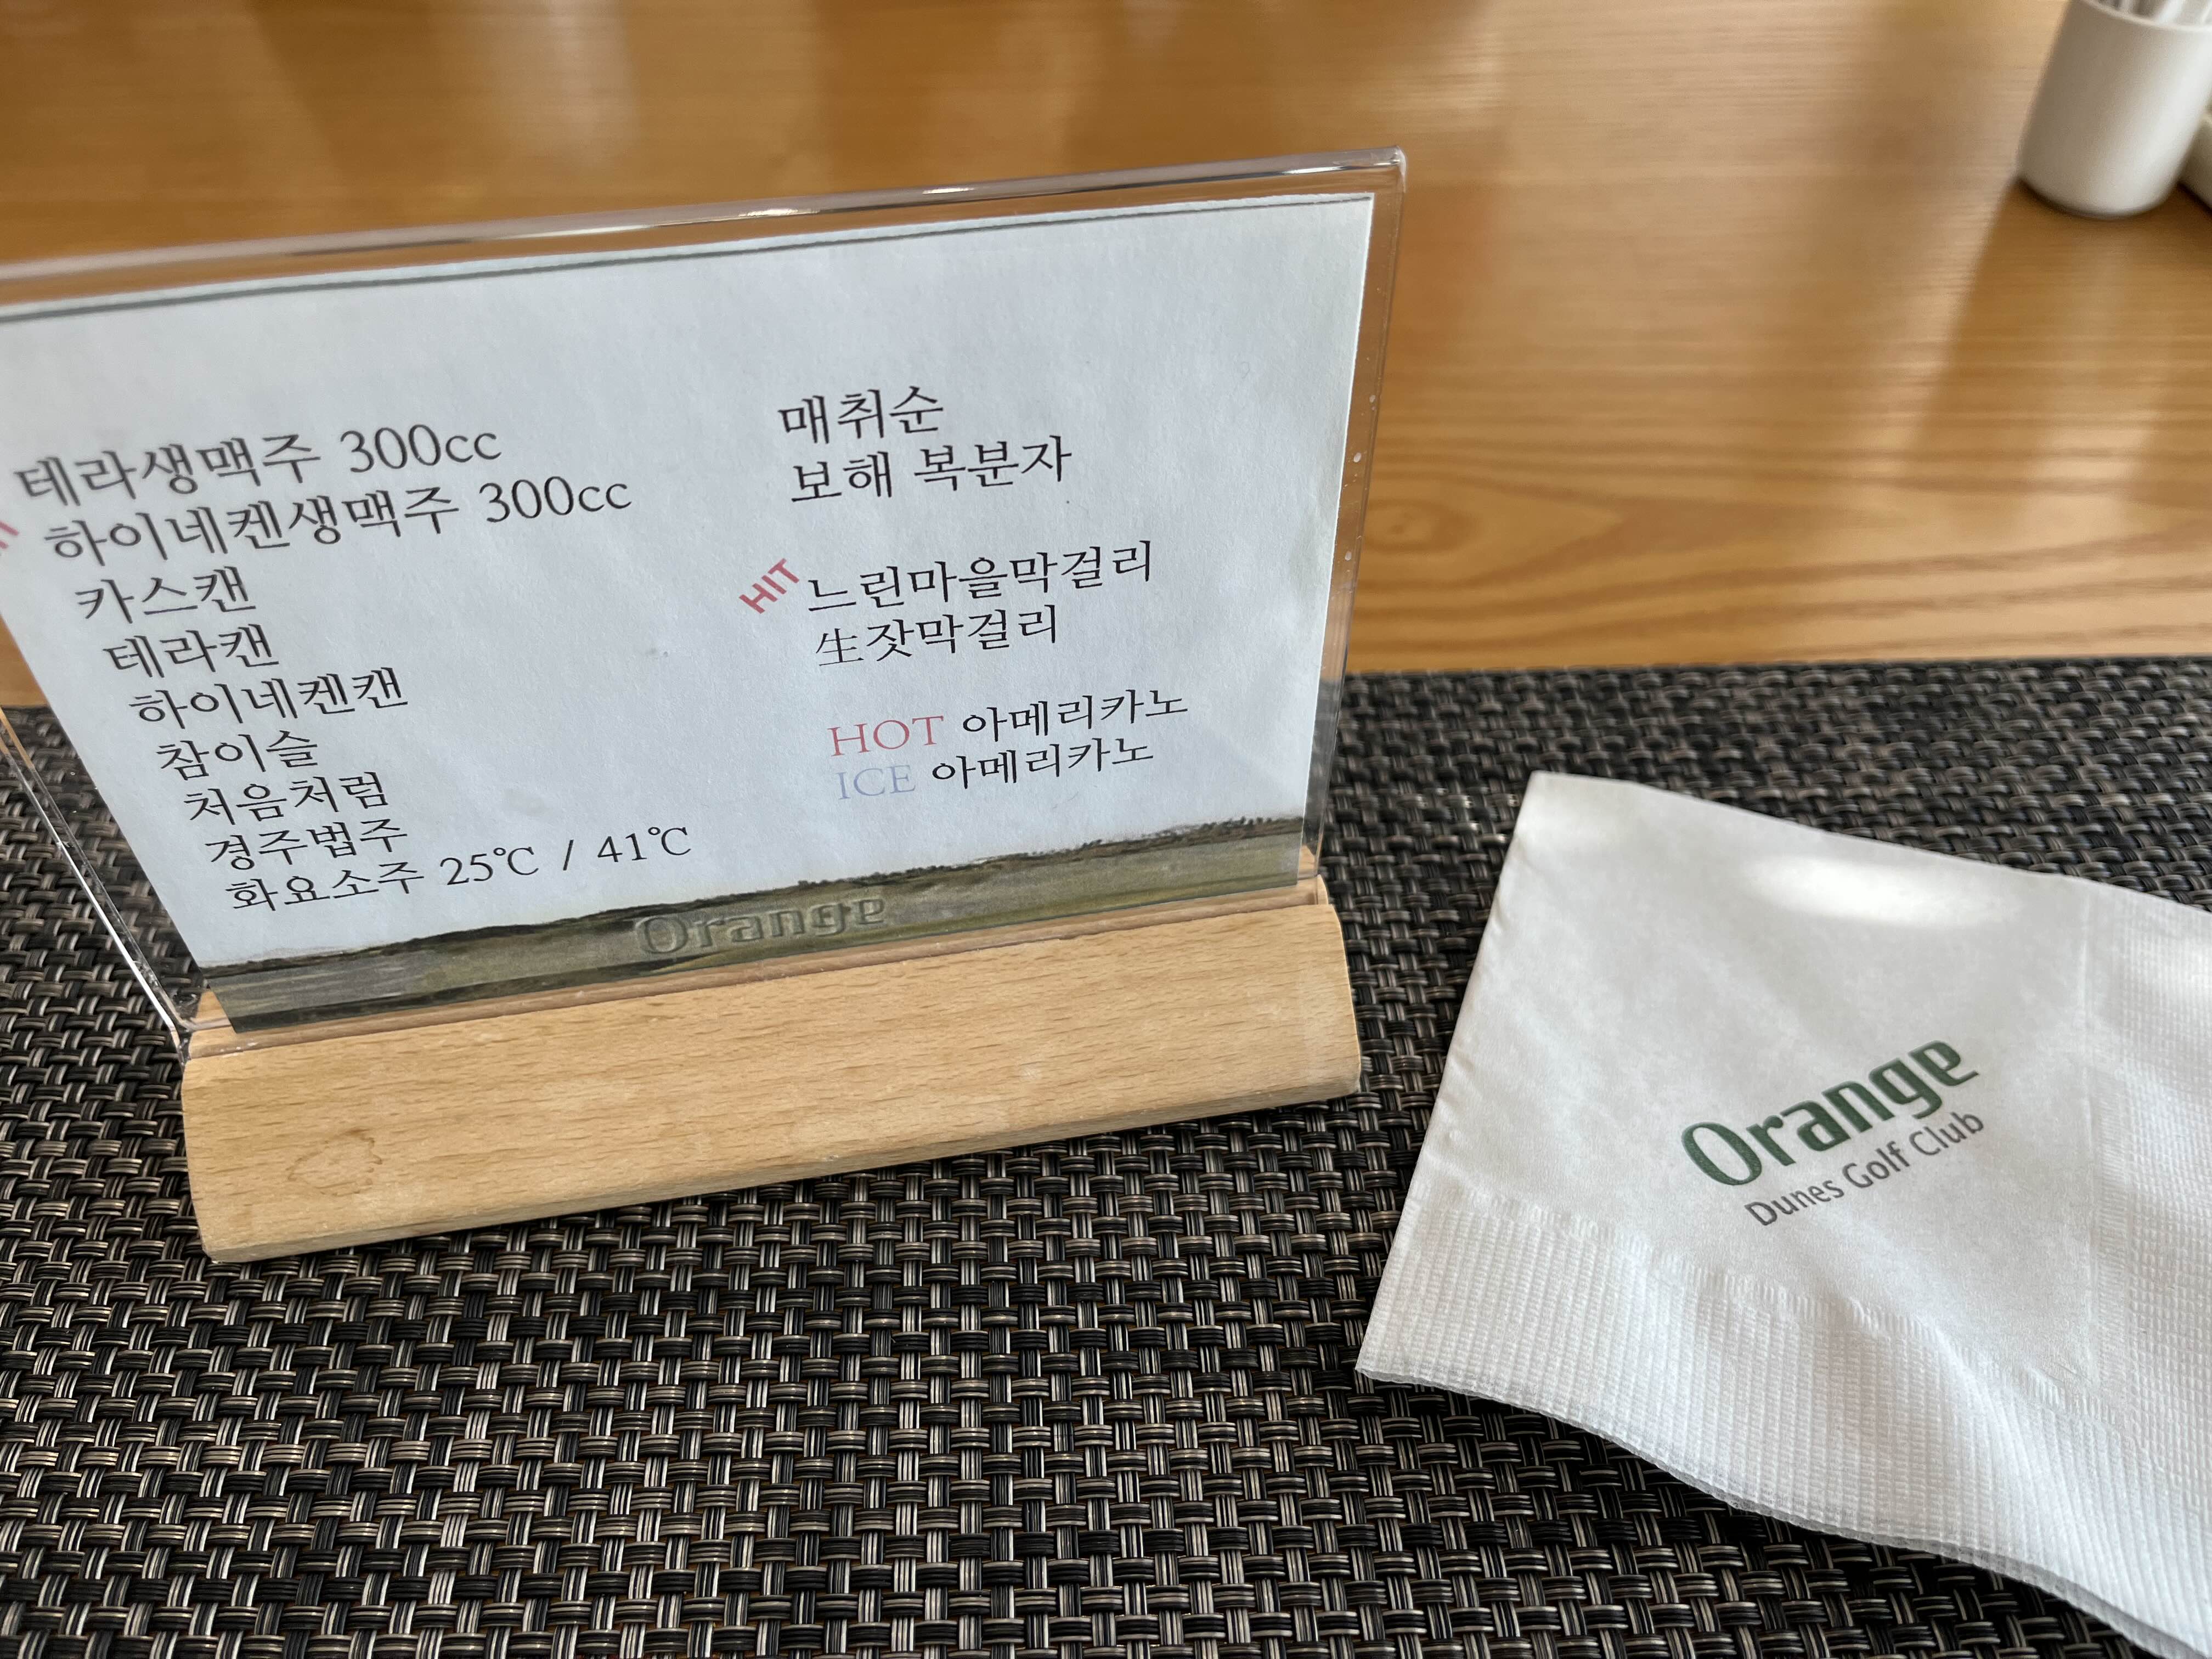 테라생맥주 300cc
하이네켄생맥주 300cc
카스캔
테라캔
하이네켄캔
참이슬
처음처럼
경주법주
화요소주 25℃ / 41℃
매취순
보해 복분자
HIT 느린마을막걸리
生잣막걸리
HOT 아메리카노
ICE 아메리카노
Orange
Orange
Dunes Golf Club